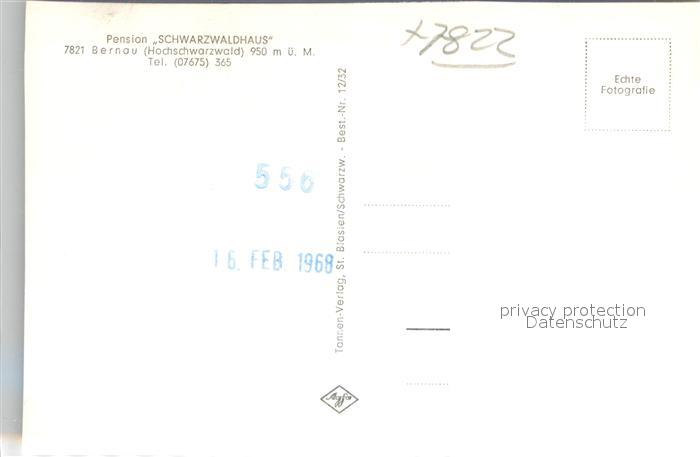 Pension „SCHWARZWALDHAUS"
7821 Bernau (Hochschwarzwald) 950 m ü. M.
Tel. (07675) 365
x7822
Echte
Fotografie
Tannen-Verlag, St. Blasien/Schwarzw. - Best.-Nr. 12/32
556
16. FEB. 1968
privacy protection
Datenschutz
Agfa